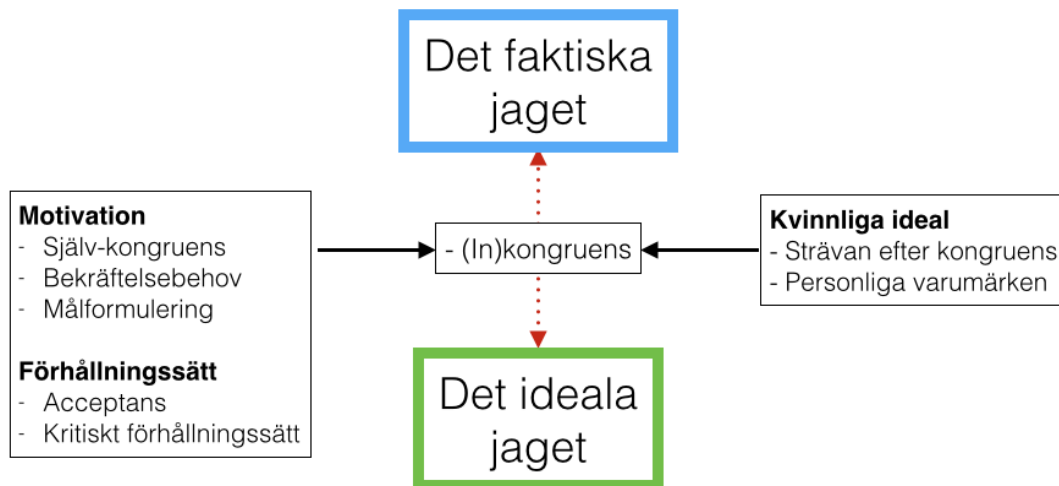 Det faktiska
jaget
Motivation
- Själv-kongruens
- Bekräftelsebehov
- Målformulering
Förhållningssätt
- Acceptans
- Kritiskt förhållningssätt
- (In)kongruens
Kvinnliga ideal
- Strävan efter kongruens
- Personliga varumärken
Det ideala
jaget